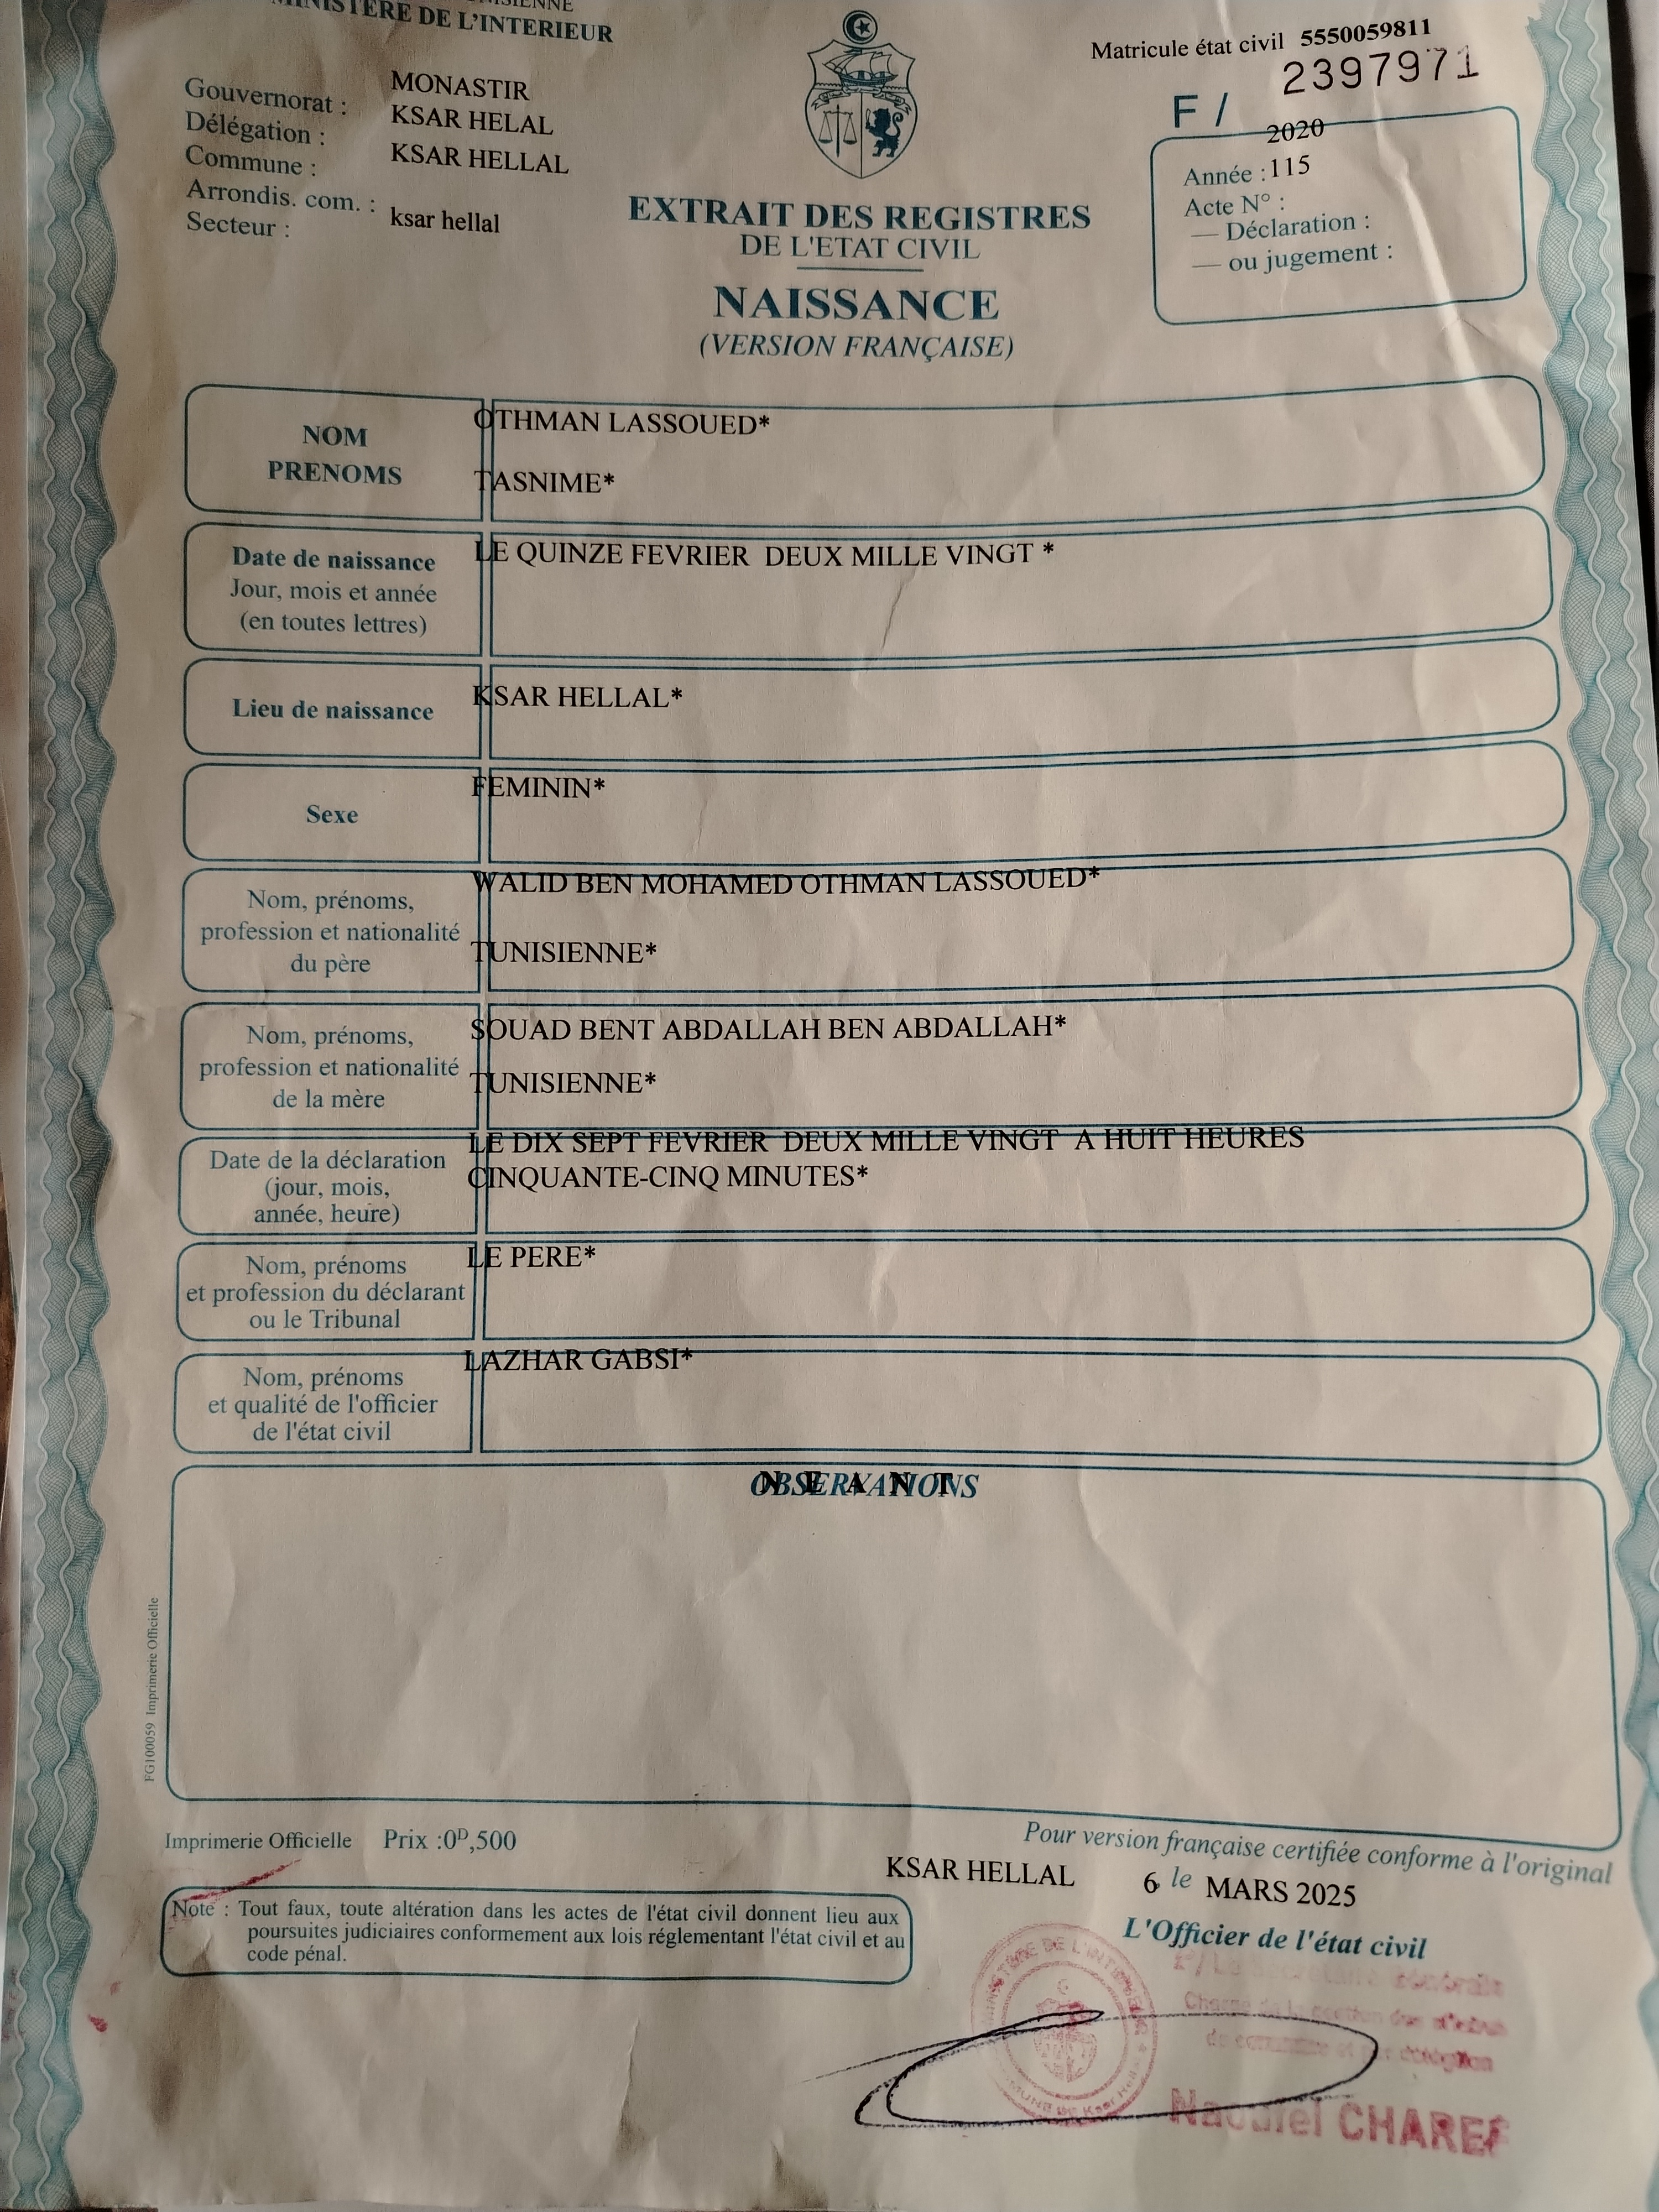 MINISTERE DE L'INTERIEUR
Gouvernorat : MONASTIR
Délégation : KSAR HELAL
Commune : KSAR HELLAL
Arrondis. com. :
Secteur : ksar hellal
Matricule état civil 5550059811
F / 2397971
2020
Année : 115
Acte N° :
— Déclaration :
— ou jugement :
EXTRAIT DES REGISTRES
DE L'ETAT CIVIL
NAISSANCE
(VERSION FRANÇAISE)
NOM
PRENOMS
OTHMAN LASSOUED*
TASNIME*
Date de naissance
Jour, mois et année
(en toutes lettres)
LE QUINZE FEVRIER DEUX MILLE VINGT *
Lieu de naissance
KSAR HELLAL*
Sexe
FEMININ*
Nom, prénoms,
profession et nationalité
du père
WALID BEN MOHAMED OTHMAN LASSOUED*
TUNISIENNE*
Nom, prénoms,
profession et nationalité
de la mère
SOUAD BENT ABDALLAH BEN ABDALLAH*
TUNISIENNE*
Date de la déclaration
(jour, mois,
année, heure)
LE DIX SEPT FEVRIER DEUX MILLE VINGT A HUIT HEURES
CINQUANTE-CINQ MINUTES*
Nom, prénoms
et profession du déclarant
ou le Tribunal
LE PERE*
Nom, prénoms
et qualité de l'officier
de l'état civil
LAZHAR GABSI*
OBSERVATIONS
N E A N T
FG100059 Imprimerie Officielle
Imprimerie Officielle Prix :0ᴰ,500
Pour version française certifiée conforme à l'original
KSAR HELLAL 6 le MARS 2025
L'Officier de l'état civil
Note : Tout faux, toute altération dans les actes de l'état civil donnent lieu aux
poursuites judiciaires conformement aux lois réglementant l'état civil et au
code pénal.
MINISTERE DE L'INTERIEUR
DE Ksar Hellal
CHAREF